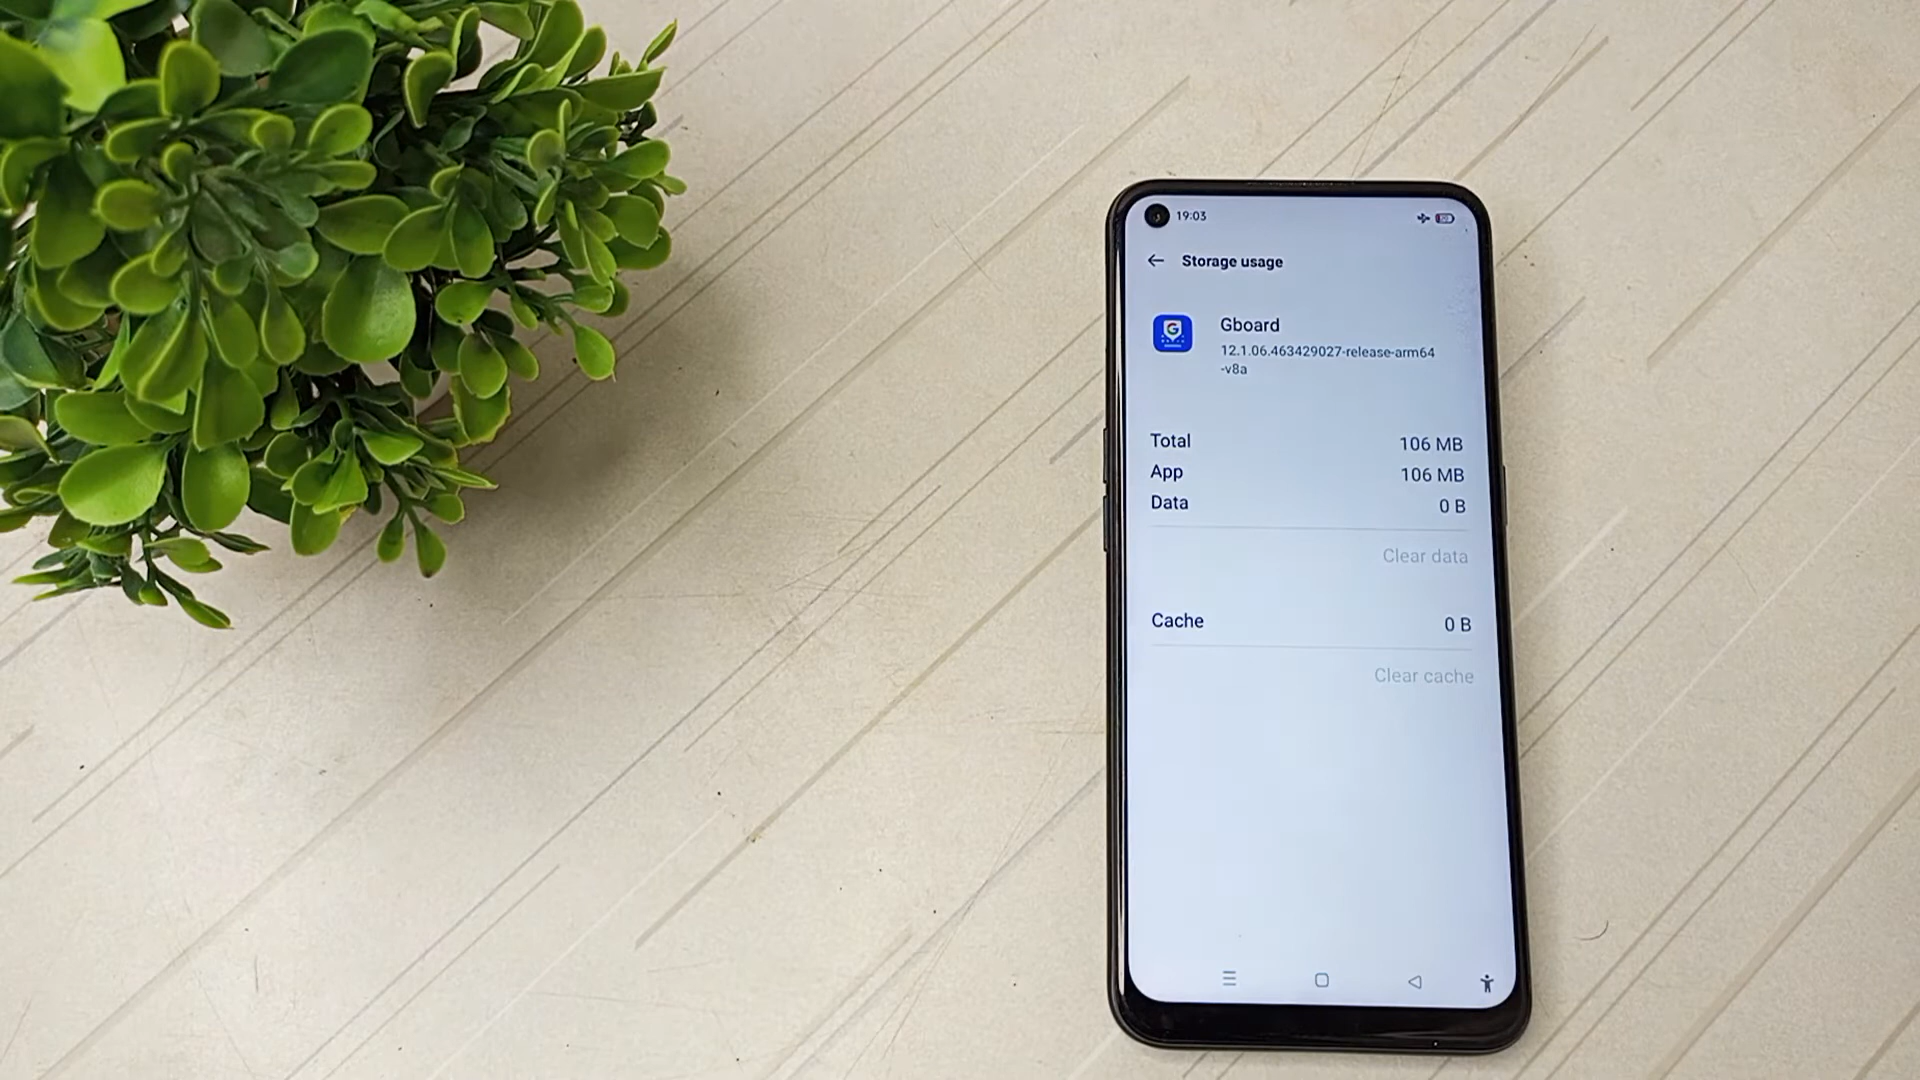 19:03
Storage usage
Gboard
12.1.06.463429027-release-arm64
-v8a
Total 106 MB
App 106 MB
Data 0 B
Clear data
Cache 0 B
Clear cache